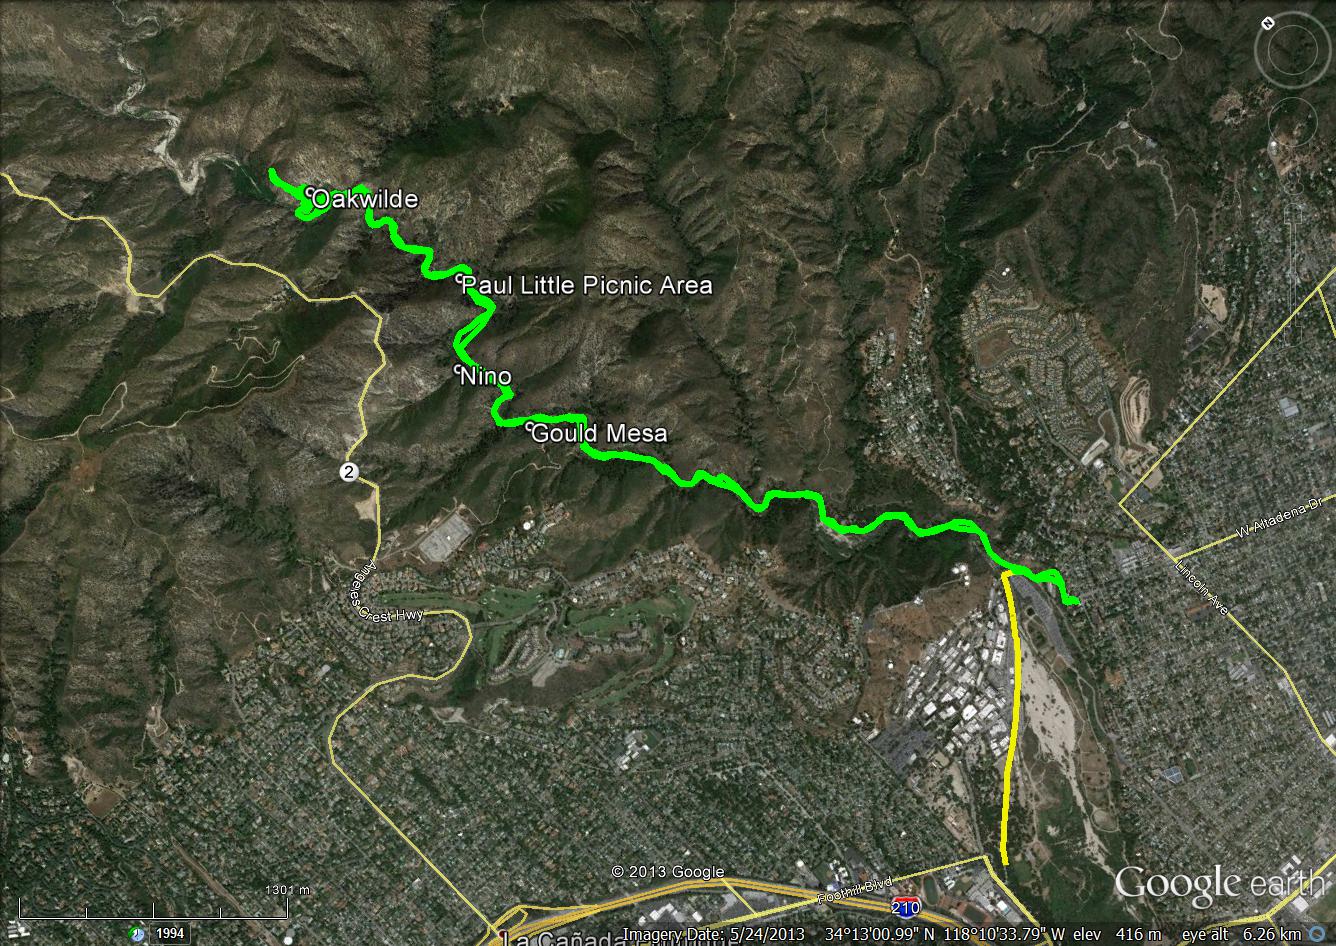 N
Oakwilde
Paul Little Picnic Area
Nino
Gould Mesa
2
W Altadena Dr
Lincoln Ave
Angeles Crest Hwy
© 2013 Google
Google earth
1301 m
Foothill Blvd
210
1994
La Cañada
Imagery Date: 5/24/2013 34°13'00.99" N 118°10'33.79" W elev 416 m eye alt 6.26 km